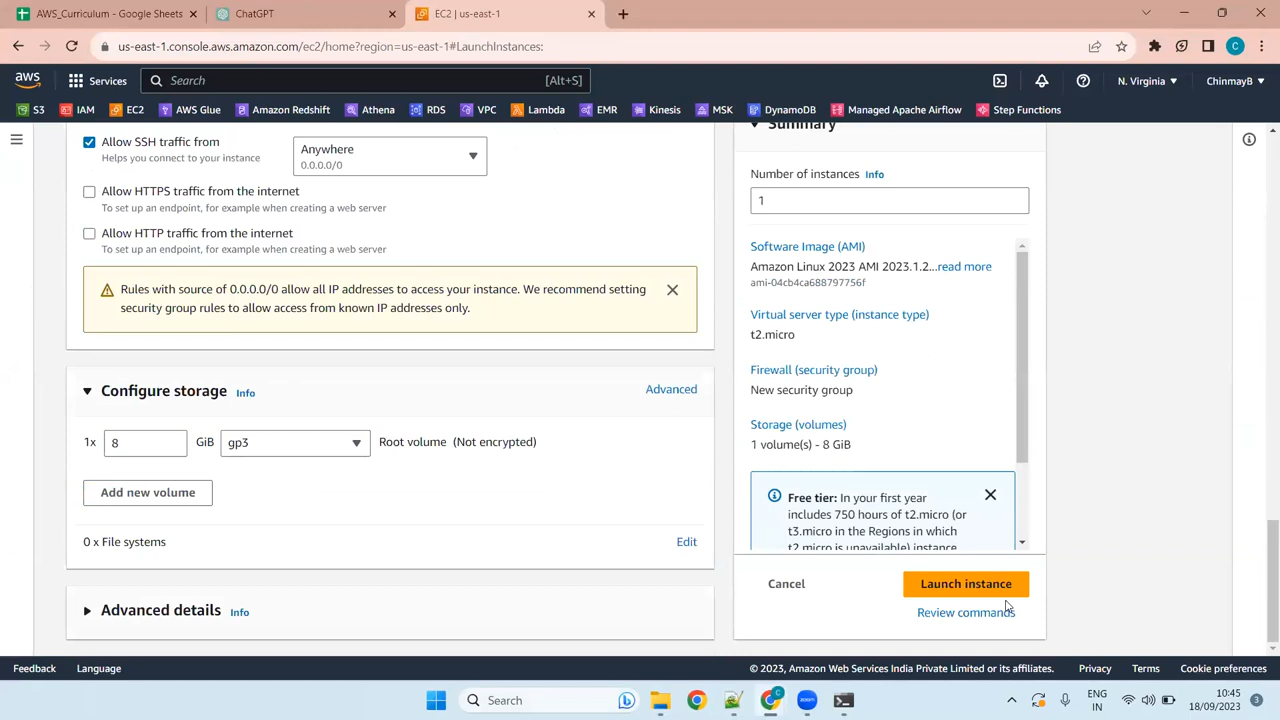 AWS_Curriculum - Google Sheets
ChatGPT
EC2 | us-east-1
us-east-1.console.aws.amazon.com/ec2/home?region=us-east-1#LaunchInstances:
C
aws
Services
Search
[Alt+S]
N. Virginia
ChinmayB
S3
IAM
EC2
AWS Glue
Amazon Redshift
Athena
RDS
VPC
Lambda
EMR
Kinesis
MSK
DynamoDB
Managed Apache Airflow
Step Functions
Allow SSH traffic from
Helps you connect to your instance
Anywhere
0.0.0.0/0
Allow HTTPS traffic from the internet
To set up an endpoint, for example when creating a web server
Allow HTTP traffic from the internet
To set up an endpoint, for example when creating a web server
Rules with source of 0.0.0.0/0 allow all IP addresses to access your instance. We recommend setting
security group rules to allow access from known IP addresses only.
Configure storage Info
Advanced
1x 8 GiB gp3 Root volume (Not encrypted)
Add new volume
0 x File systems
Edit
Advanced details Info
Summary
Number of instances Info
1
Software Image (AMI)
Amazon Linux 2023 AMI 2023.1.2...read more
ami-04cb4ca688797756f
Virtual server type (instance type)
t2.micro
Firewall (security group)
New security group
Storage (volumes)
1 volume(s) - 8 GiB
Free tier: In your first year
includes 750 hours of t2.micro (or
t3.micro in the Regions in which
t2.micro is unavailable) instance
Cancel
Launch instance
Review commands
Feedback
Language
© 2023, Amazon Web Services India Private Limited or its affiliates.
Privacy
Terms
Cookie preferences
Search
ENG
IN
10:45
18/09/2023
3